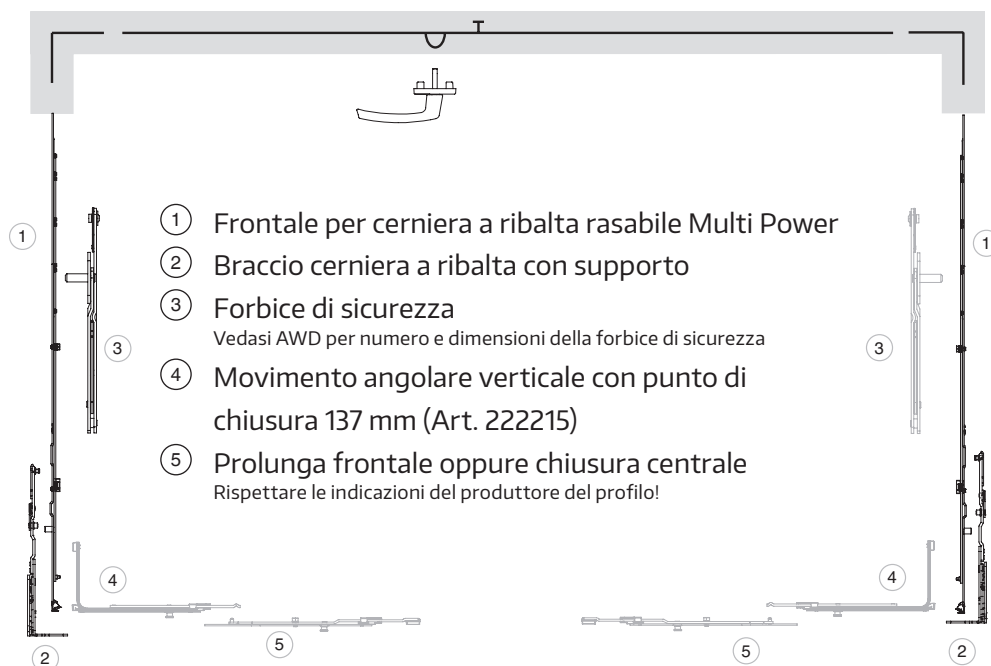 ① Frontale per cerniera a ribalta rasabile Multi Power
② Braccio cerniera a ribalta con supporto
③ Forbice di sicurezza
Vedasi AWD per numero e dimensioni della forbice di sicurezza
④ Movimento angolare verticale con punto di
chiusura 137 mm (Art. 222215)
⑤ Prolunga frontale oppure chiusura centrale
Rispettare le indicazioni del produttore del profilo!
1
1
3
3
4
4
5
5
2
2